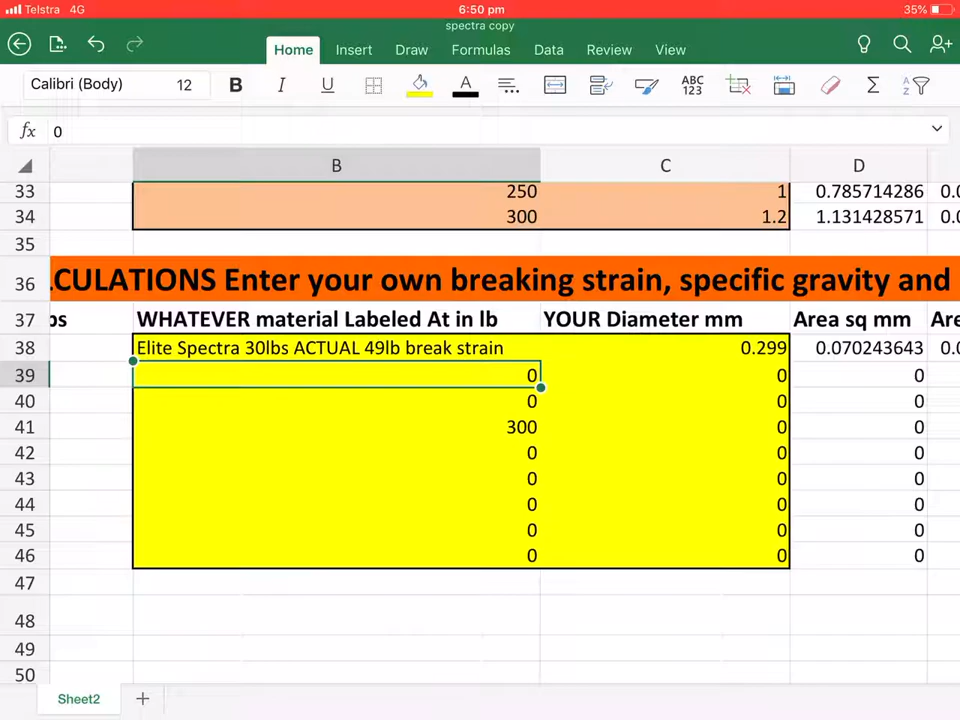 Telstra 4G 6:50 pm 35%
spectra copy
Home Insert Draw Formulas Data Review View
Calibri (Body) 12 B I U A ABC 123 Σ A Z
fx 0
B C D
33 250 1 0.785714286
34 300 1.2 1.131428571
35
36 CULATIONS Enter your own breaking strain, specific gravity and
37 WHATEVER material Labeled At in lb YOUR Diameter mm Area sq mm
38 Elite Spectra 30lbs ACTUAL 49lb break strain 0.299 0.070243643
39 0 0 0
40 0 0 0
41 300 0 0
42 0 0 0
43 0 0 0
44 0 0 0
45 0 0 0
46 0 0 0
47
48
49
50
Sheet2 +